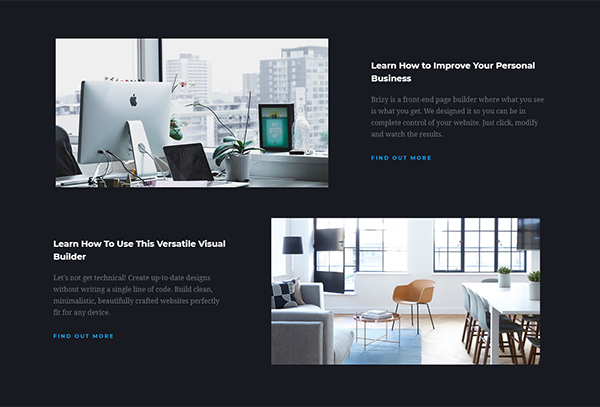 Learn How to Improve Your Personal
Business
Brizy is a front-end page builder where what you see
is what you get. We designed it so you can be in
complete control of your website. Just click, modify
and watch the results.
FIND OUT MORE
Learn How To Use This Versatile Visual
Builder
Let's not get technical! Create up-to-date designs
without writing a single line of code. Build clean,
minimalistic, beautifully crafted websites perfectly
fit for any device.
FIND OUT MORE